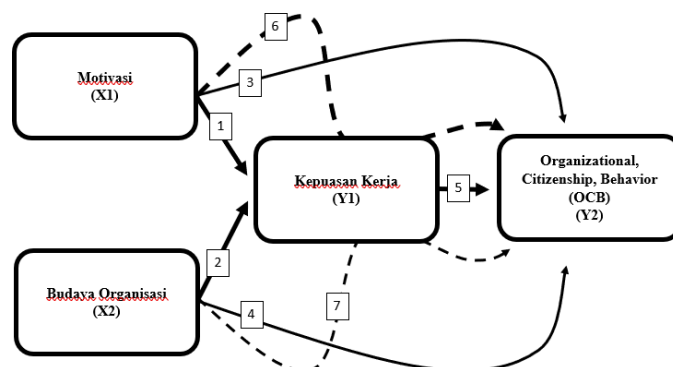 6
Motivasi
(X1)
3
1
Kepuasan Kerja
(Y1)
5
Organizational,
Citizenship, Behavior
(OCB)
(Y2)
2
Budaya Organisasi
(X2)
4
7